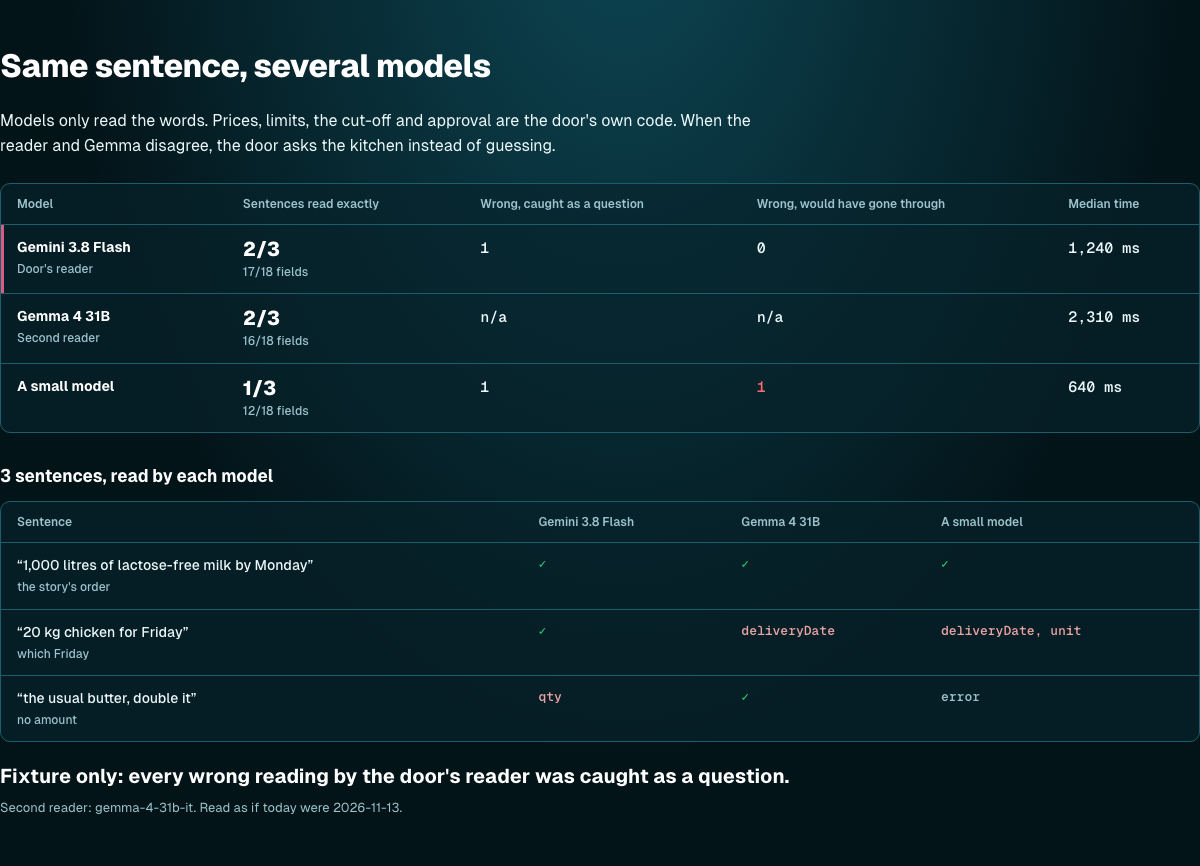 Same sentence, several models
Models only read the words. Prices, limits, the cut-off and approval are the door's own code. When the
reader and Gemma disagree, the door asks the kitchen instead of guessing.
Model Sentences read exactly Wrong, caught as a question Wrong, would have gone through Median time
Gemini 3.8 Flash 2/3 1 0 1,240 ms
Door's reader 17/18 fields
Gemma 4 31B 2/3 n/a n/a 2,310 ms
Second reader 16/18 fields
A small model 1/3 1 1 640 ms
12/18 fields
3 sentences, read by each model
Sentence Gemini 3.8 Flash Gemma 4 31B A small model
“1,000 litres of lactose-free milk by Monday” ✓ ✓ ✓
the story's order
“20 kg chicken for Friday” ✓ deliveryDate deliveryDate, unit
which Friday
“the usual butter, double it” qty ✓ error
no amount
Fixture only: every wrong reading by the door's reader was caught as a question.
Second reader: gemma-4-31b-it. Read as if today were 2026-11-13.